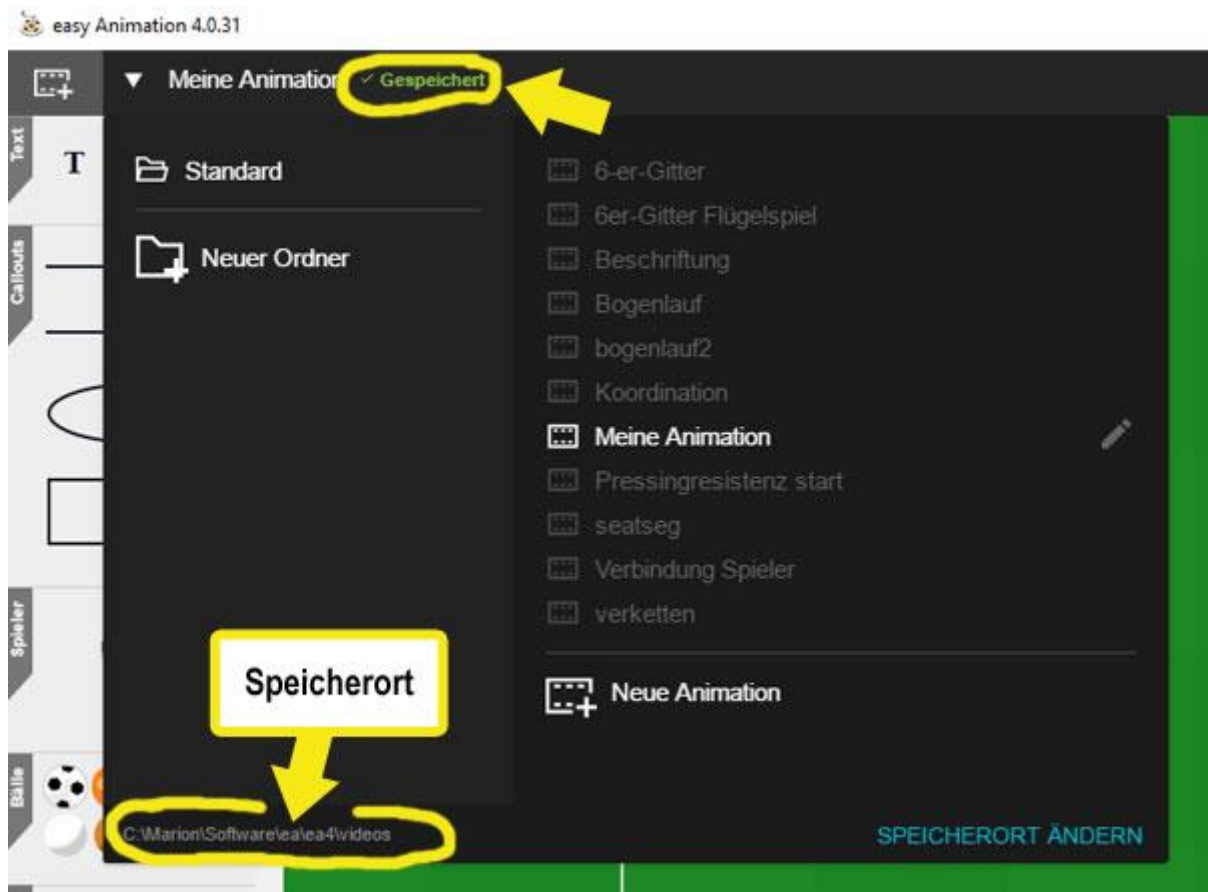 easy Animation 4.0.31
Meine Animation ✓ Gespeichert
Text
T
Callouts
Spieler
Bälle
Standard
Neuer Ordner
6-er-Gitter
6er-Gitter Flügelspiel
Beschriftung
Bogenlauf
bogenlauf2
Koordination
Meine Animation
Pressingresistenz start
seatseg
Verbindung Spieler
verketten
Neue Animation
Speicherort
C:\Marion\Software\ea\ea4\videos
SPEICHERORT ÄNDERN